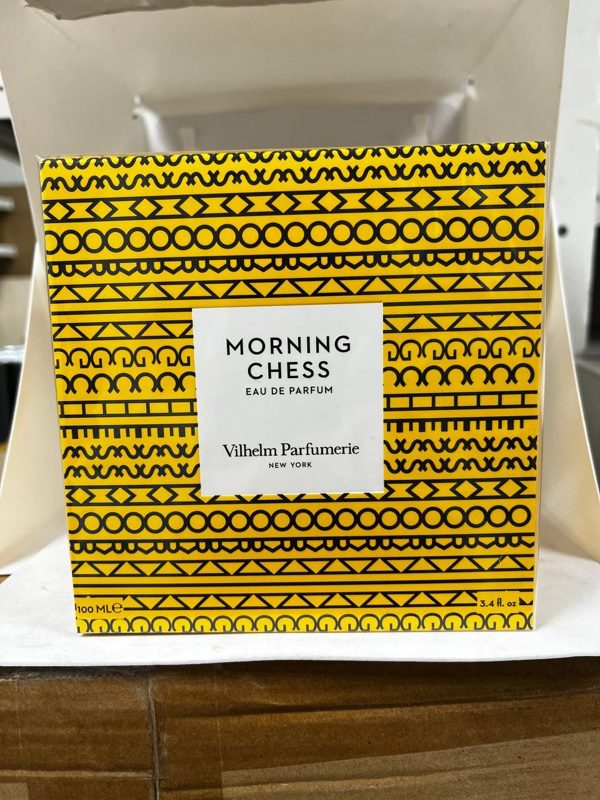 MORNING
CHESS
EAU DE PARFUM
Vilhelm Parfumerie
NEW YORK
100 ML℮
3.4 fl. oz